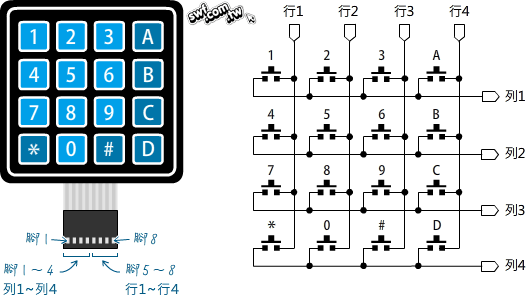 swf.com.tw
1 2 3 A
4 5 6 B
7 8 9 C
* 0 # D
腳1
腳8
腳1～4
列1~列4
腳5～8
行1~行4
行1 行2 行3 行4
1 2 3 A
列1
4 5 6 B
列2
7 8 9 C
列3
* 0 # D
列4